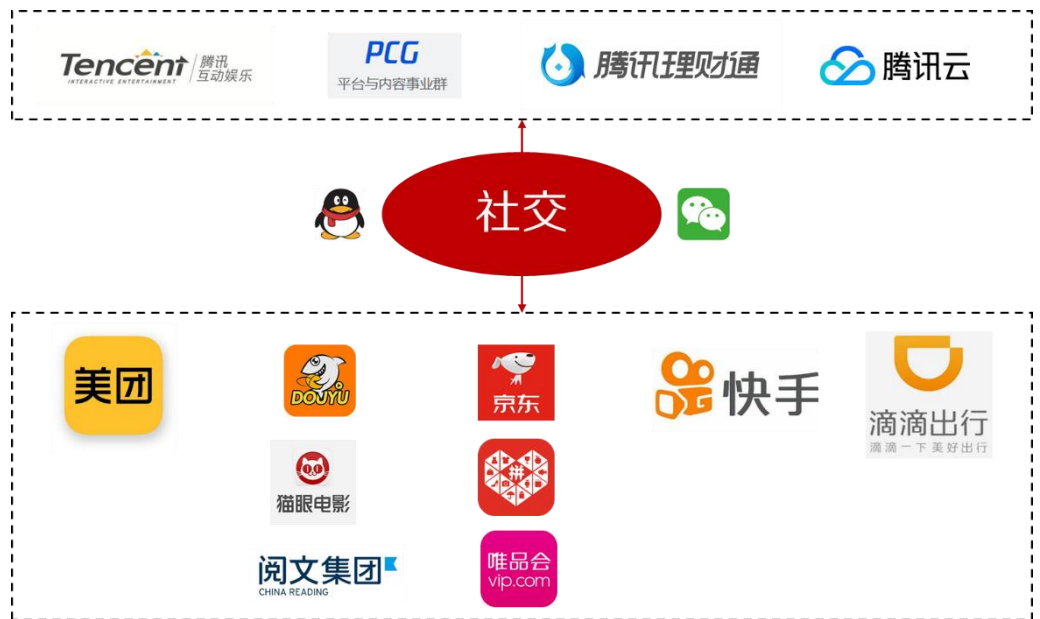 Tencent 腾讯
INTERACTIVE ENTERTAINMENT 互动娱乐
PCG
平台与内容事业群
腾讯理财通
腾讯云
社交
美团
DOUYU
京东
快手
滴滴出行
滴滴一下 美好出行
猫眼电影
拼
阅文集团
CHINA READING
唯品会
vip.com